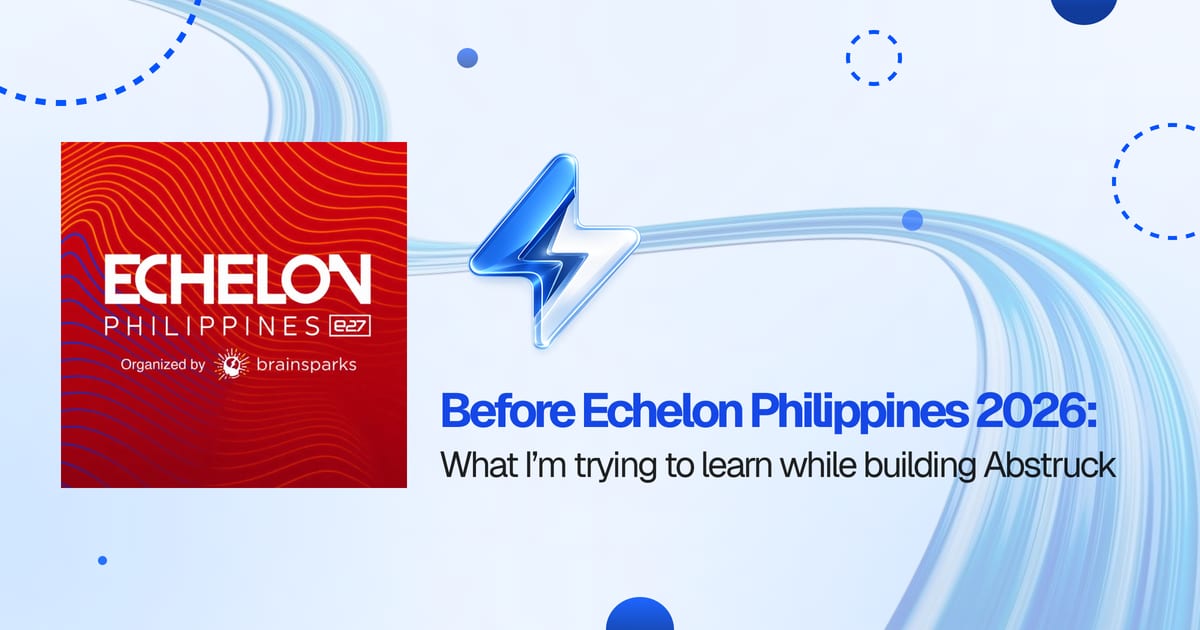 ECHELON
PHILIPPINES e27
Organized by brainsparks
Before Echelon Philippines 2026:
What I’m trying to learn while building Abstruck